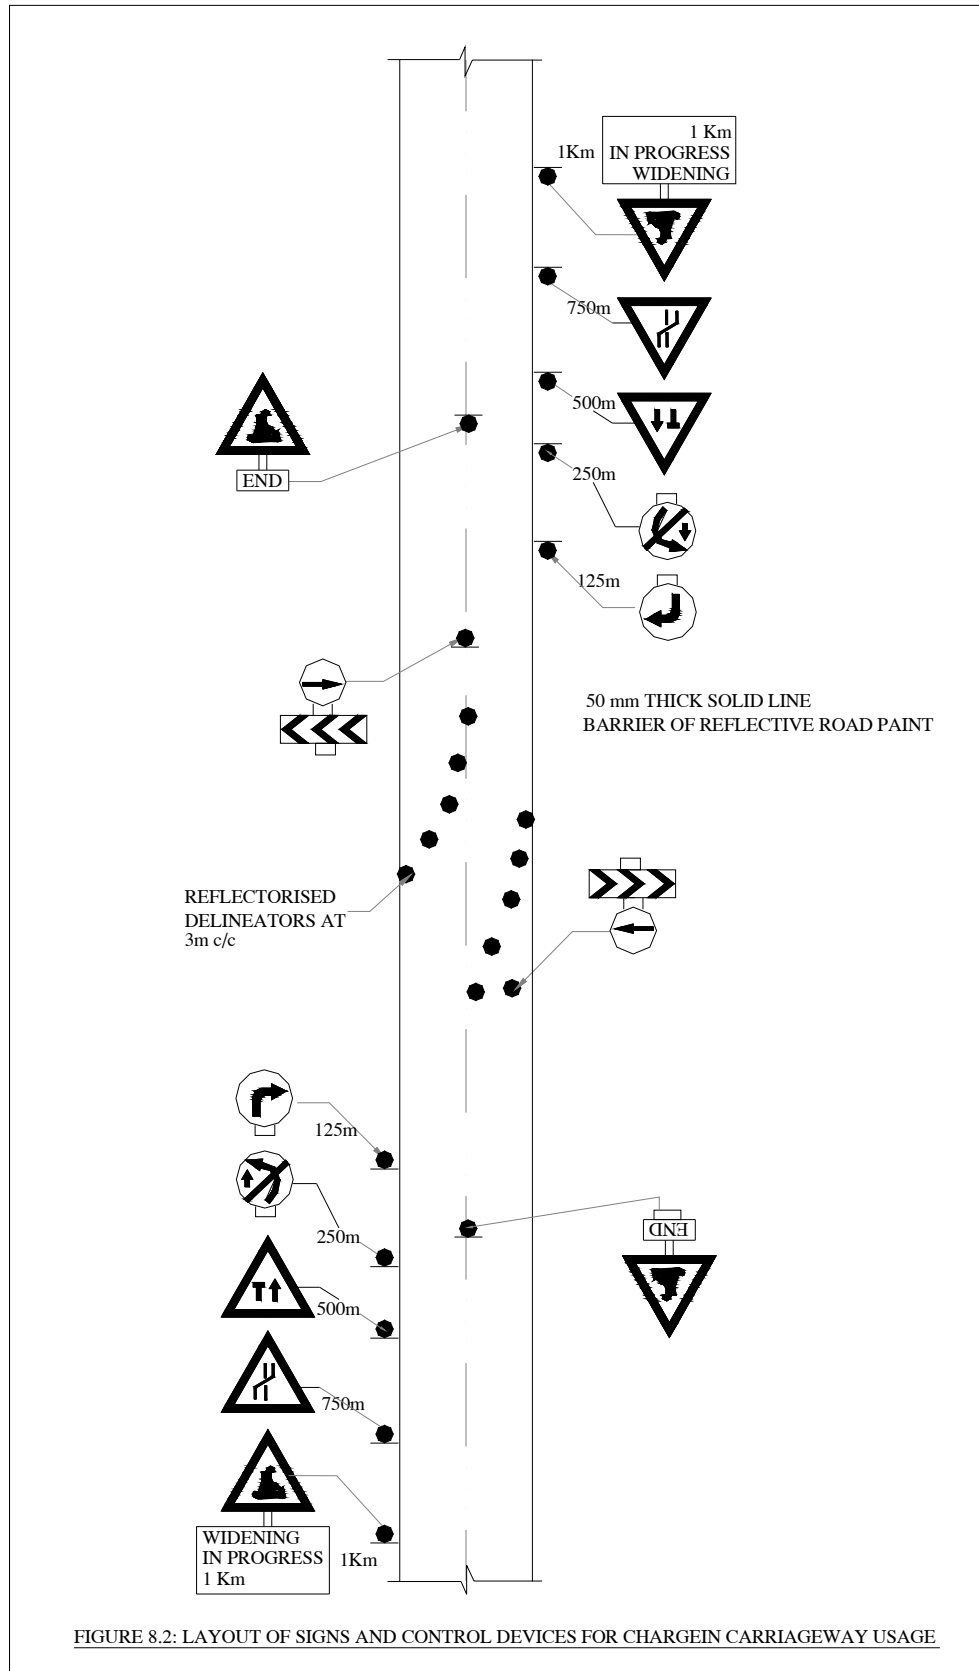 1 Km
IN PROGRESS
WIDENING
1Km
750m
500m
END
250m
125m
50 mm THICK SOLID LINE
BARRIER OF REFLECTIVE ROAD PAINT
REFLECTORISED
DELINEATORS AT
3m c/c
125m
250m
END
500m
750m
WIDENING
IN PROGRESS
1 Km
1Km
FIGURE 8.2: LAYOUT OF SIGNS AND CONTROL DEVICES FOR CHARGEIN CARRIAGEWAY USAGE